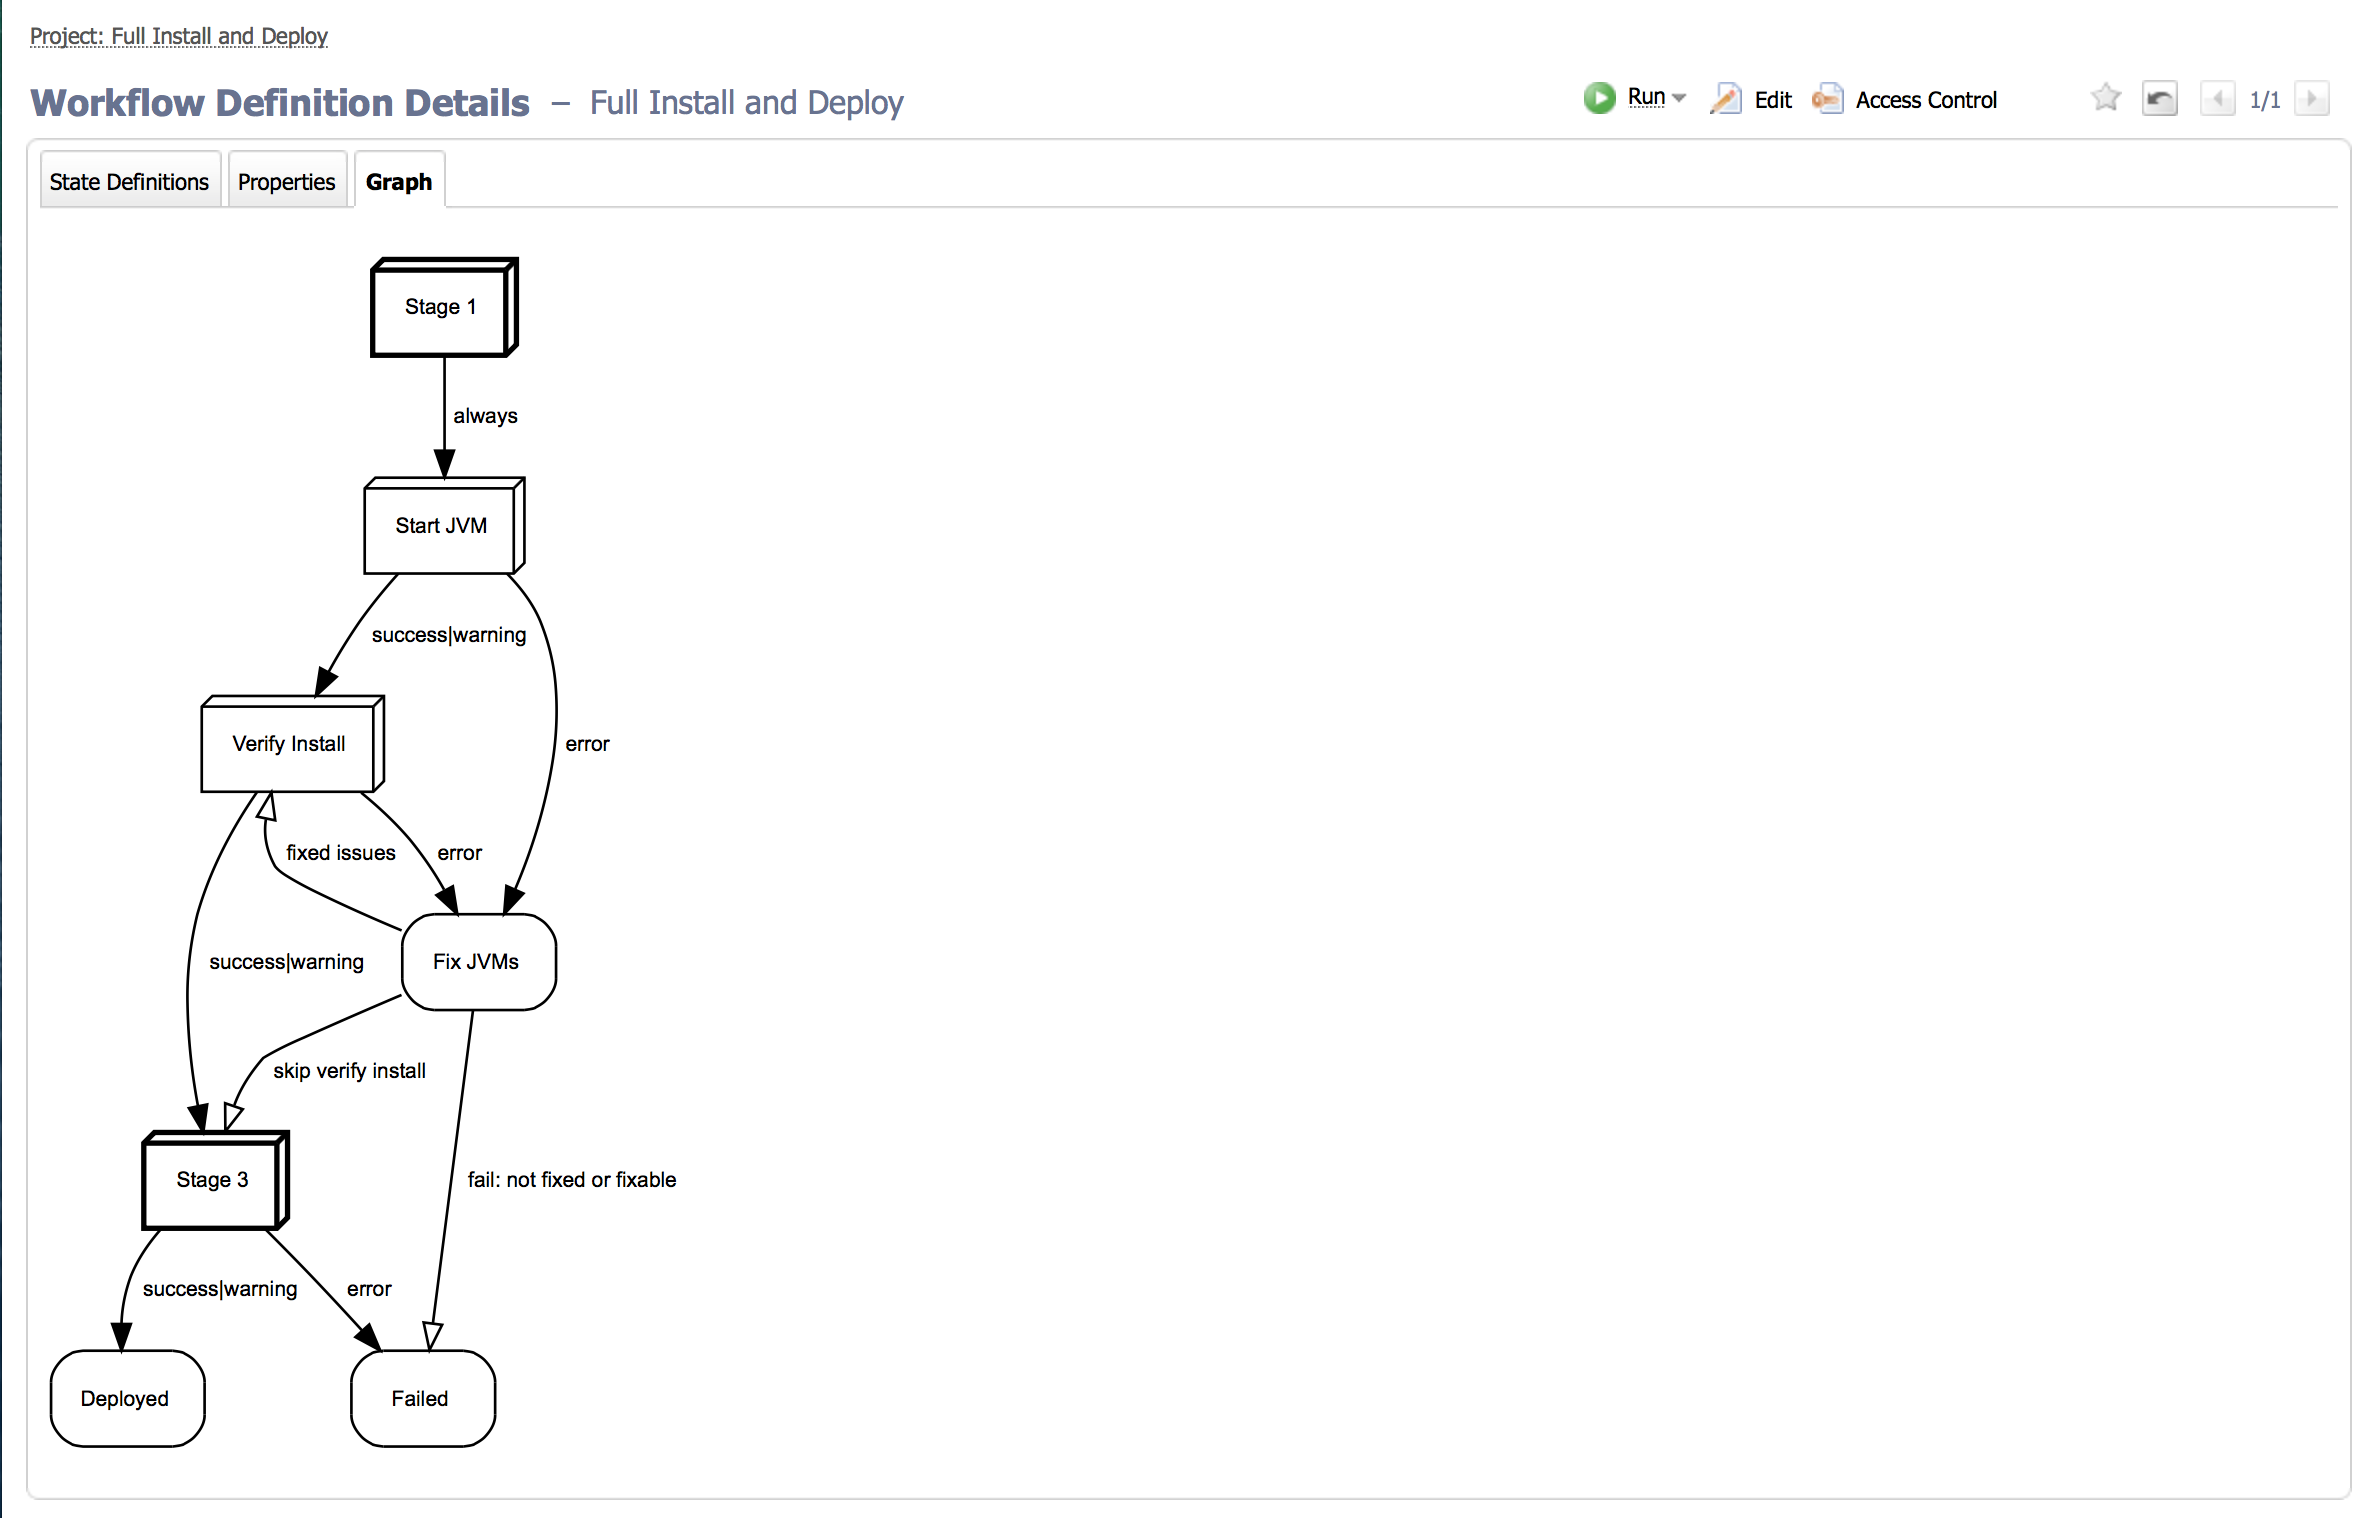 Project: Full Install and Deploy
Workflow Definition Details – Full Install and Deploy
Run Edit Access Control 1/1
State Definitions Properties Graph
Stage 1
always
Start JVM
success|warning
Verify Install
error
fixed issues error
success|warning
Fix JVMs
skip verify install
Stage 3
fail: not fixed or fixable
success|warning error
Deployed
Failed